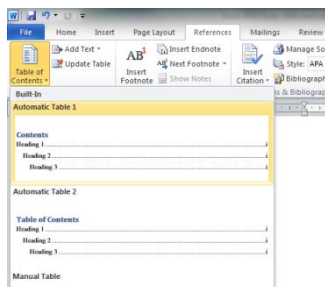 File Home Insert Page Layout References Mailings Review
Table of Contents
Add Text
Update Table
AB¹
Insert Footnote
Insert Endnote
Next Footnote
Show Notes
Insert Citation
Manage So
Style: APA
Bibliograph
s & Bibliograp
Built-In
Automatic Table 1
Contents
Heading 1 i
Heading 2 i
Heading 3 i
Automatic Table 2
Table of Contents
Heading 1 i
Heading 2 i
Heading 3 i
Manual Table